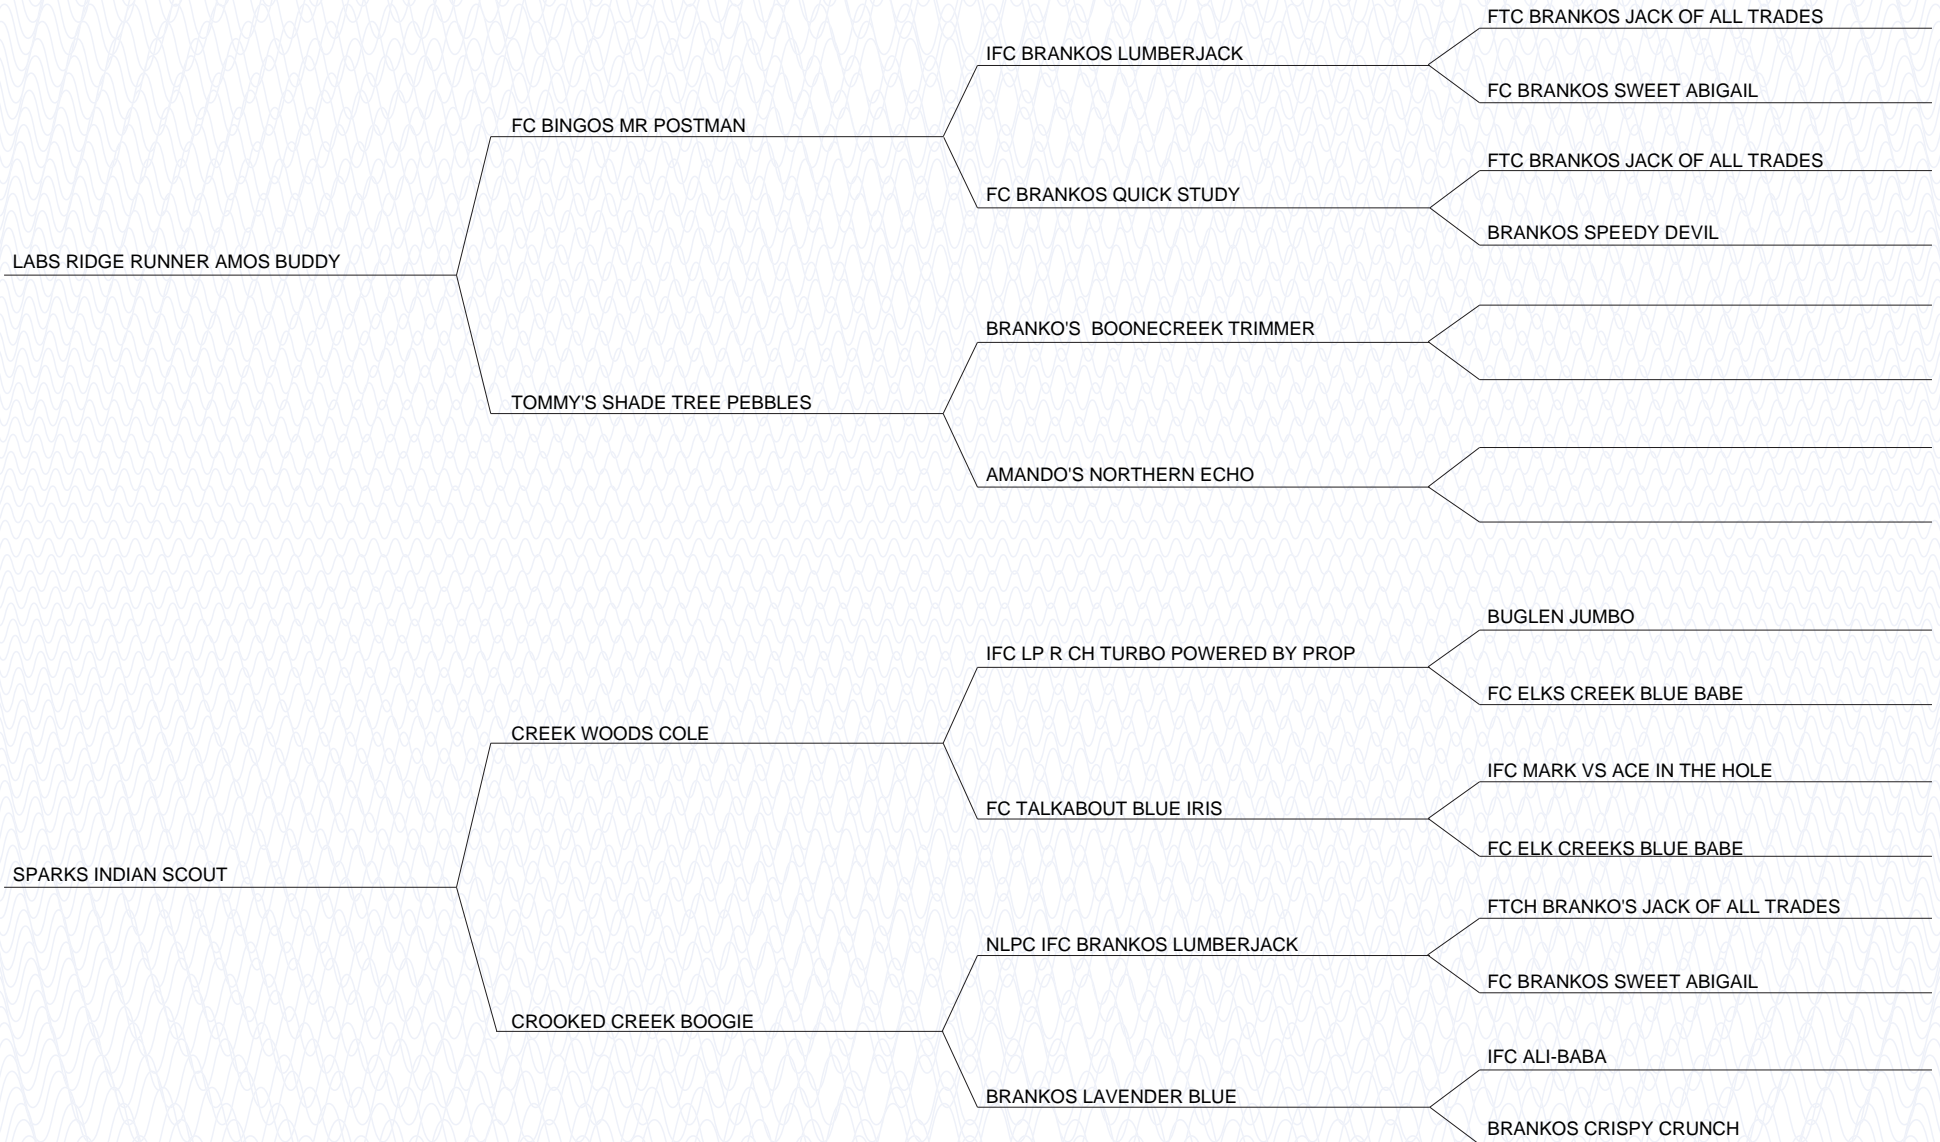 FTC BRANKOS JACK OF ALL TRADES
IFC BRANKOS LUMBERJACK
FC BRANKOS SWEET ABIGAIL
FC BINGOS MR POSTMAN
FTC BRANKOS JACK OF ALL TRADES
FC BRANKOS QUICK STUDY
BRANKOS SPEEDY DEVIL
LABS RIDGE RUNNER AMOS BUDDY
BRANKO'S  BOONECREEK TRIMMER
TOMMY'S SHADE TREE PEBBLES
AMANDO'S NORTHERN ECHO
BUGLEN JUMBO
IFC LP R CH TURBO POWERED BY PROP
FC ELKS CREEK BLUE BABE
CREEK WOODS COLE
IFC MARK VS ACE IN THE HOLE
FC TALKABOUT BLUE IRIS
FC ELK CREEKS BLUE BABE
SPARKS INDIAN SCOUT
FTCH BRANKO'S JACK OF ALL TRADES
NLPC IFC BRANKOS LUMBERJACK
FC BRANKOS SWEET ABIGAIL
CROOKED CREEK BOOGIE
IFC ALI-BABA
BRANKOS LAVENDER BLUE
BRANKOS CRISPY CRUNCH